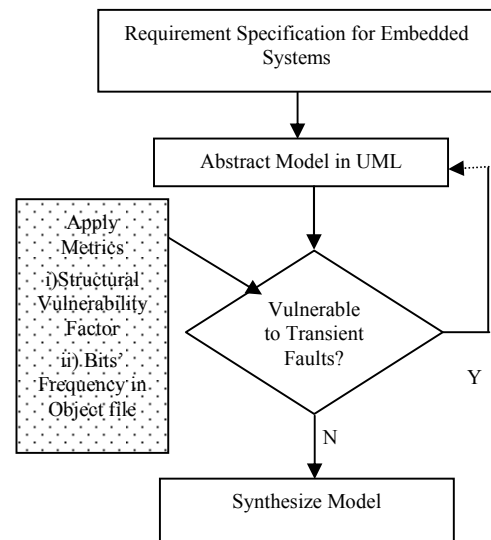 Requirement Specification for Embedded
Systems
Abstract Model in UML
Apply
Metrics
i)Structural
Vulnerability
Factor
ii) Bits'
Frequency in
Object file
Vulnerable
to Transient
Faults?
Y
N
Synthesize Model